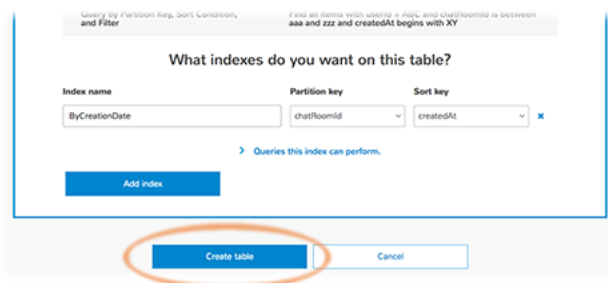 Query by Partition Key, Sort Condition, Find all items with userId = ABC and chatRoomId is between
and Filter aaa and zzz and createdAt begins with XY
What indexes do you want on this table?
Index name Partition key Sort key
ByCreationDate chatRoomId createdAt
Queries this index can perform.
Add index
Create table Cancel